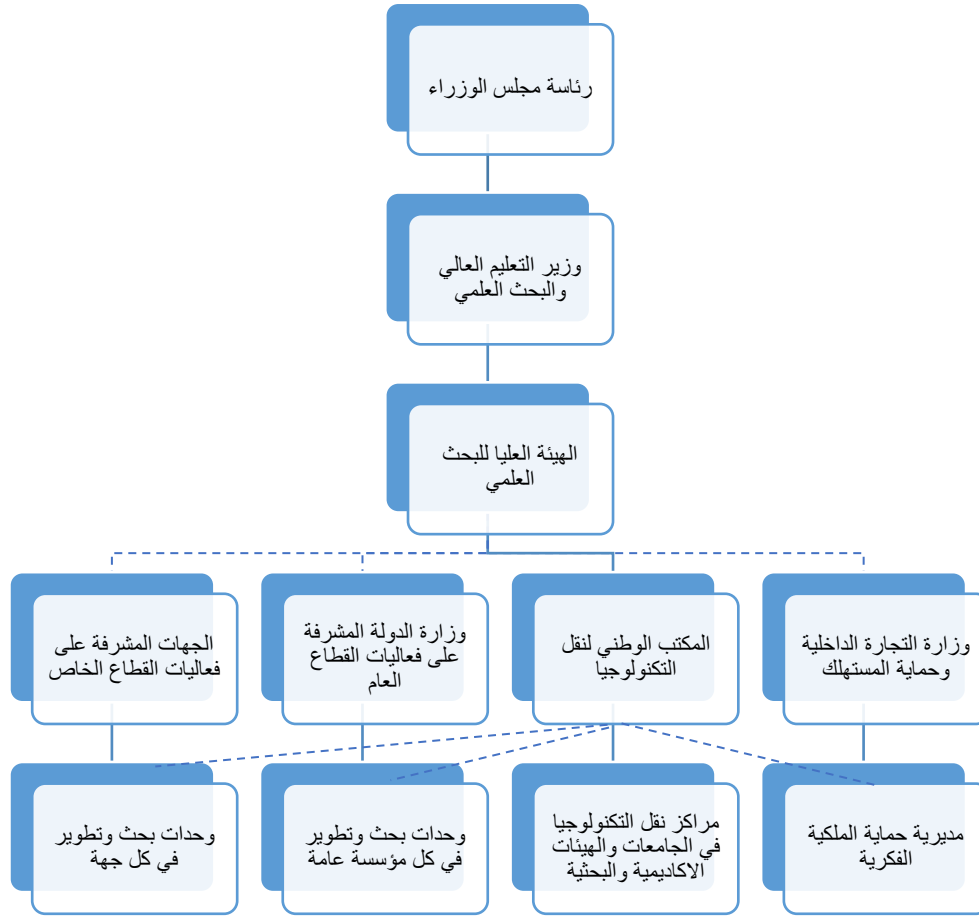 رئاسة مجلس الوزراء
وزير التعليم العالي
والبحث العلمي
الهيئة العليا للبحث
العلمي
وزارة التجارة الداخلية
وحماية المستهلك
المكتب الوطني لنقل
التكنولوجيا
وزارة الدولة المشرفة
على فعاليات القطاع
العام
الجهات المشرفة على
فعاليات القطاع الخاص
مديرية حماية الملكية
الفكرية
مراكز نقل التكنولوجيا
في الجامعات والهيئات
الاكاديمية والبحثية
وحدات بحث وتطوير
في كل مؤسسة عامة
وحدات بحث وتطوير
في كل جهة